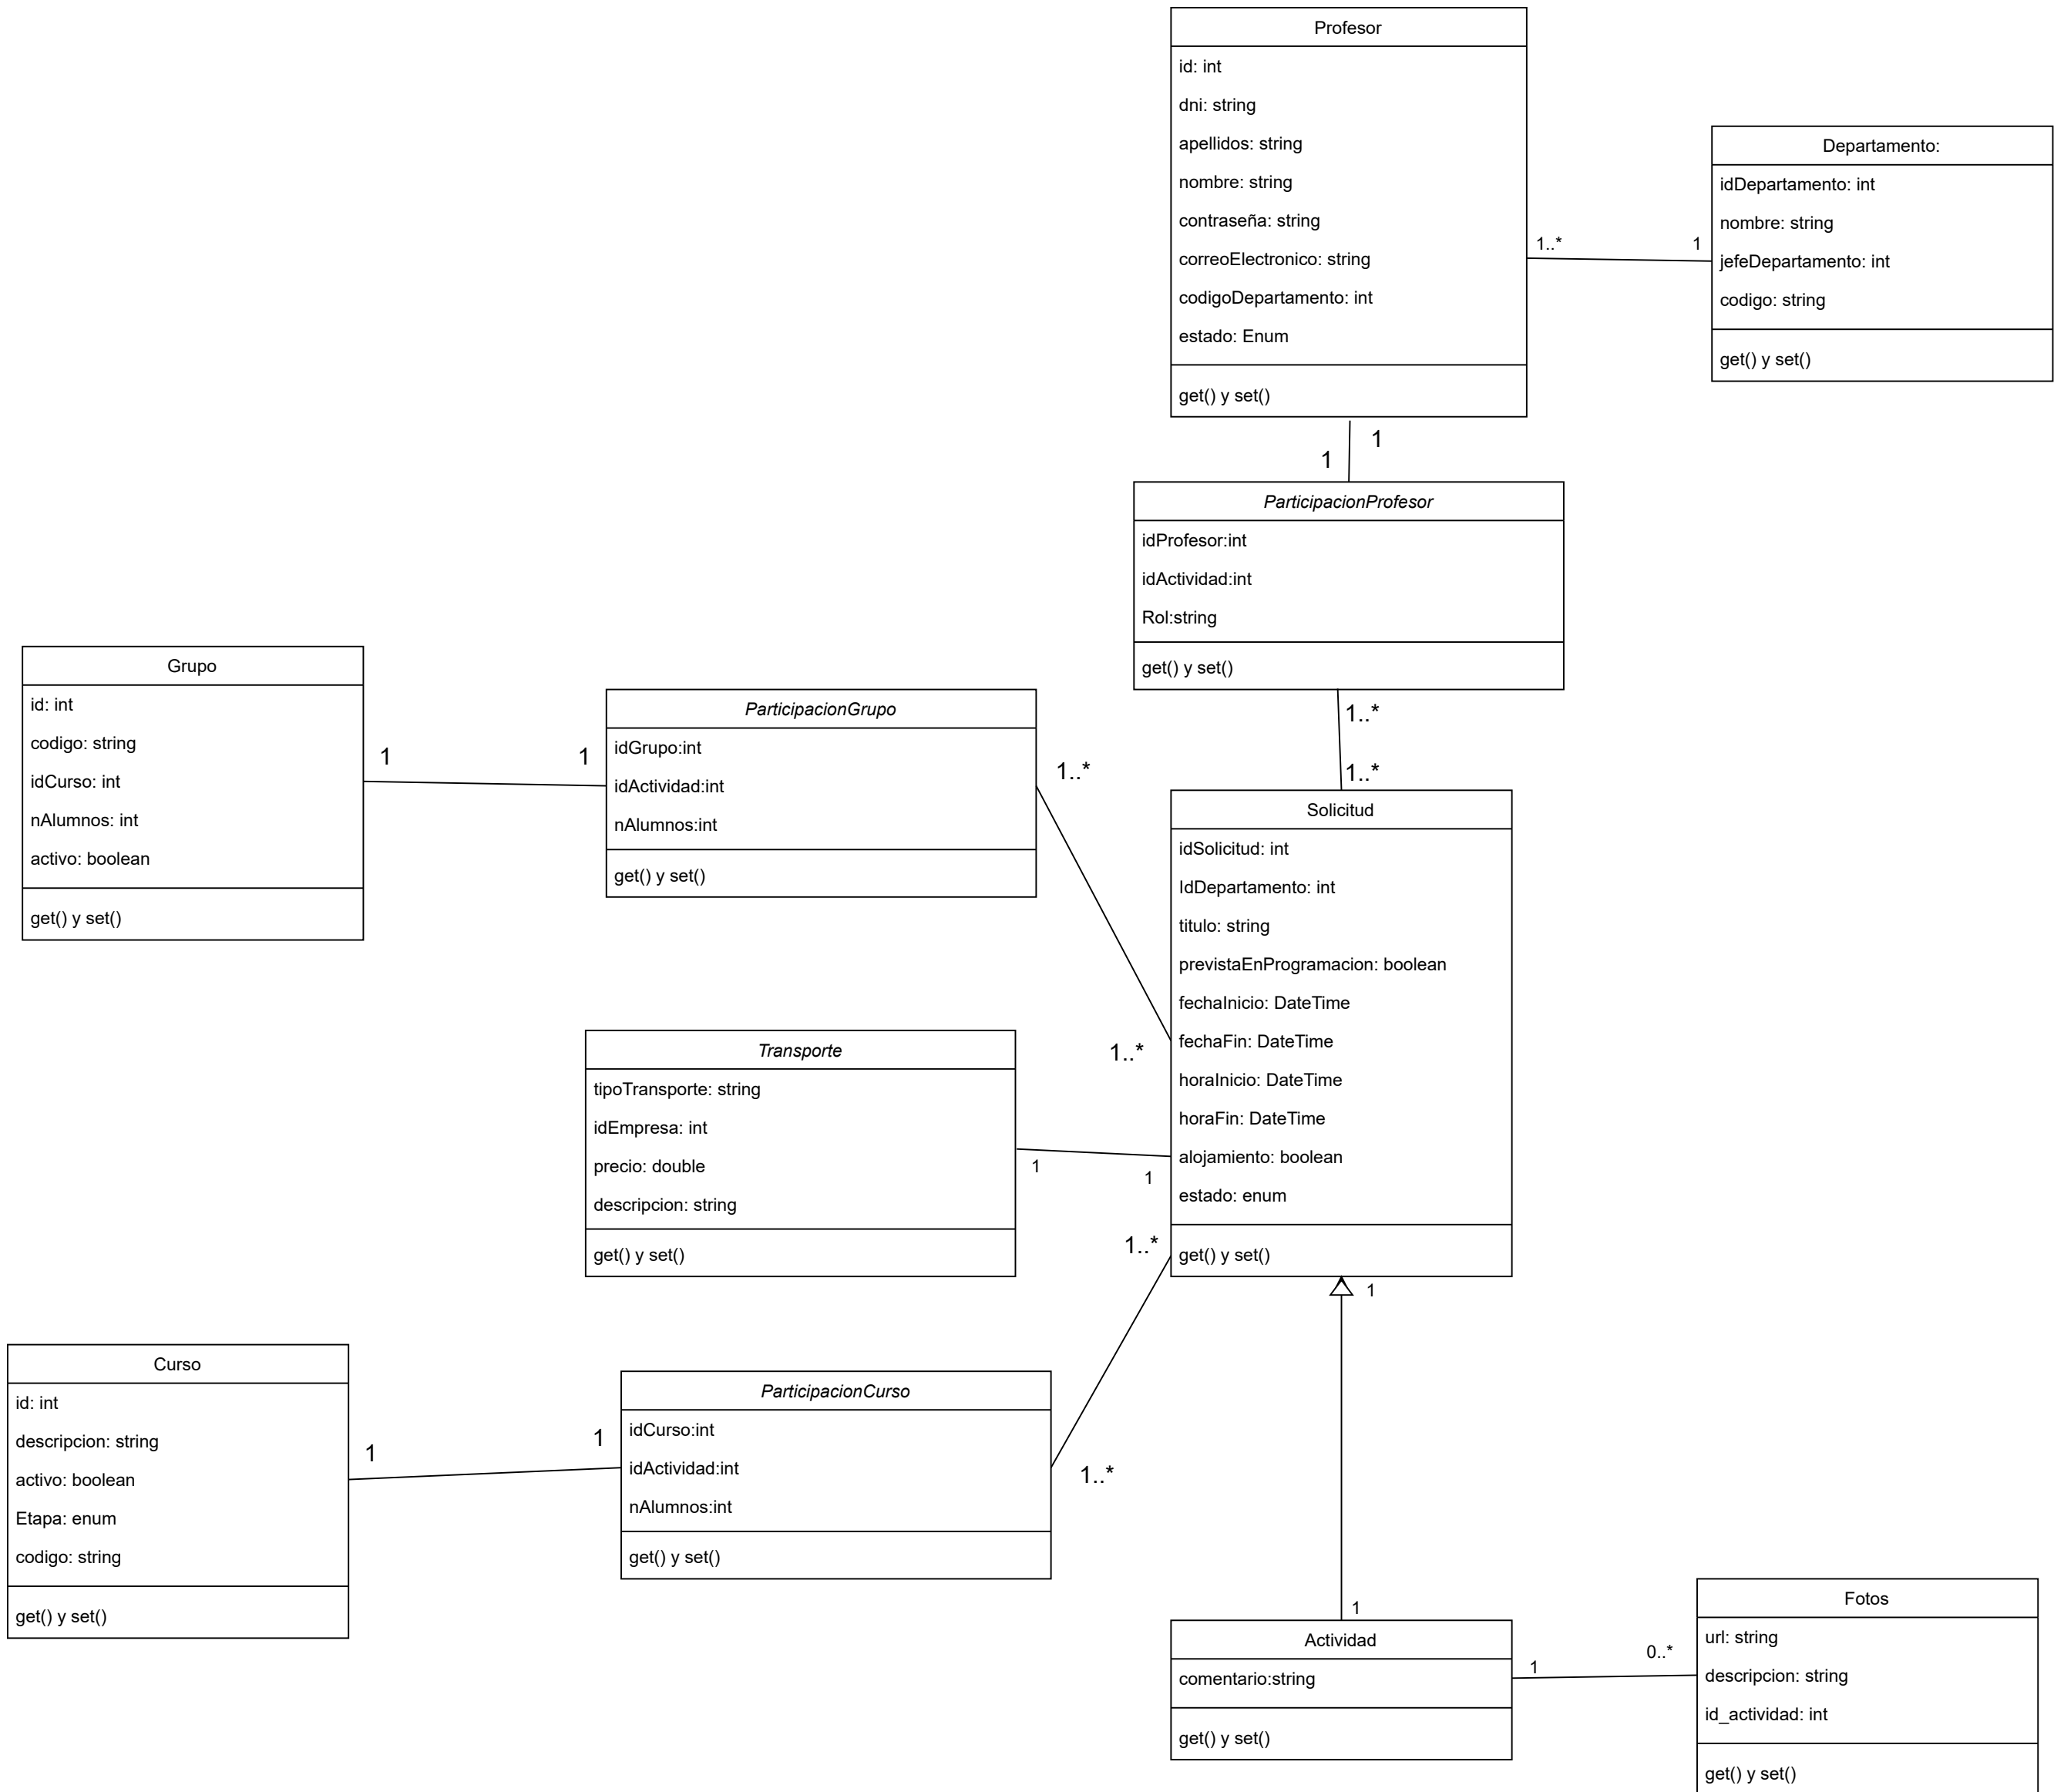 Profesor
id: int
dni: string
apellidos: string
nombre: string
contraseña: string
correoElectronico: string
codigoDepartamento: int
estado: Enum
get() y set()
Departamento:
idDepartamento: int
nombre: string
jefeDepartamento: int
codigo: string
get() y set()
1..*
1
1
1
ParticipacionProfesor
idProfesor:int
idActividad:int
Rol:string
get() y set()
1..*
1..*
Grupo
id: int
codigo: string
idCurso: int
nAlumnos: int
activo: boolean
get() y set()
1
1
ParticipacionGrupo
idGrupo:int
idActividad:int
nAlumnos:int
get() y set()
1..*
1..*
Solicitud
idSolicitud: int
IdDepartamento: int
titulo: string
previstaEnProgramacion: boolean
fechaInicio: DateTime
fechaFin: DateTime
horaInicio: DateTime
horaFin: DateTime
alojamiento: boolean
estado: enum
get() y set()
Transporte
tipoTransporte: string
idEmpresa: int
precio: double
descripcion: string
get() y set()
1
1
1..*
1..*
Curso
id: int
descripcion: string
activo: boolean
Etapa: enum
codigo: string
get() y set()
1
1
ParticipacionCurso
idCurso:int
idActividad:int
nAlumnos:int
get() y set()
1
1
Actividad
comentario:string
get() y set()
1
0..*
Fotos
url: string
descripcion: string
id_actividad: int
get() y set()